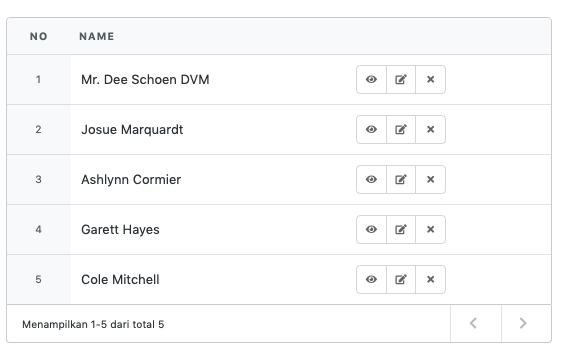 NO NAME
1 Mr. Dee Schoen DVM
2 Josue Marquardt
3 Ashlynn Cormier
4 Garett Hayes
5 Cole Mitchell
Menampilkan 1-5 dari total 5